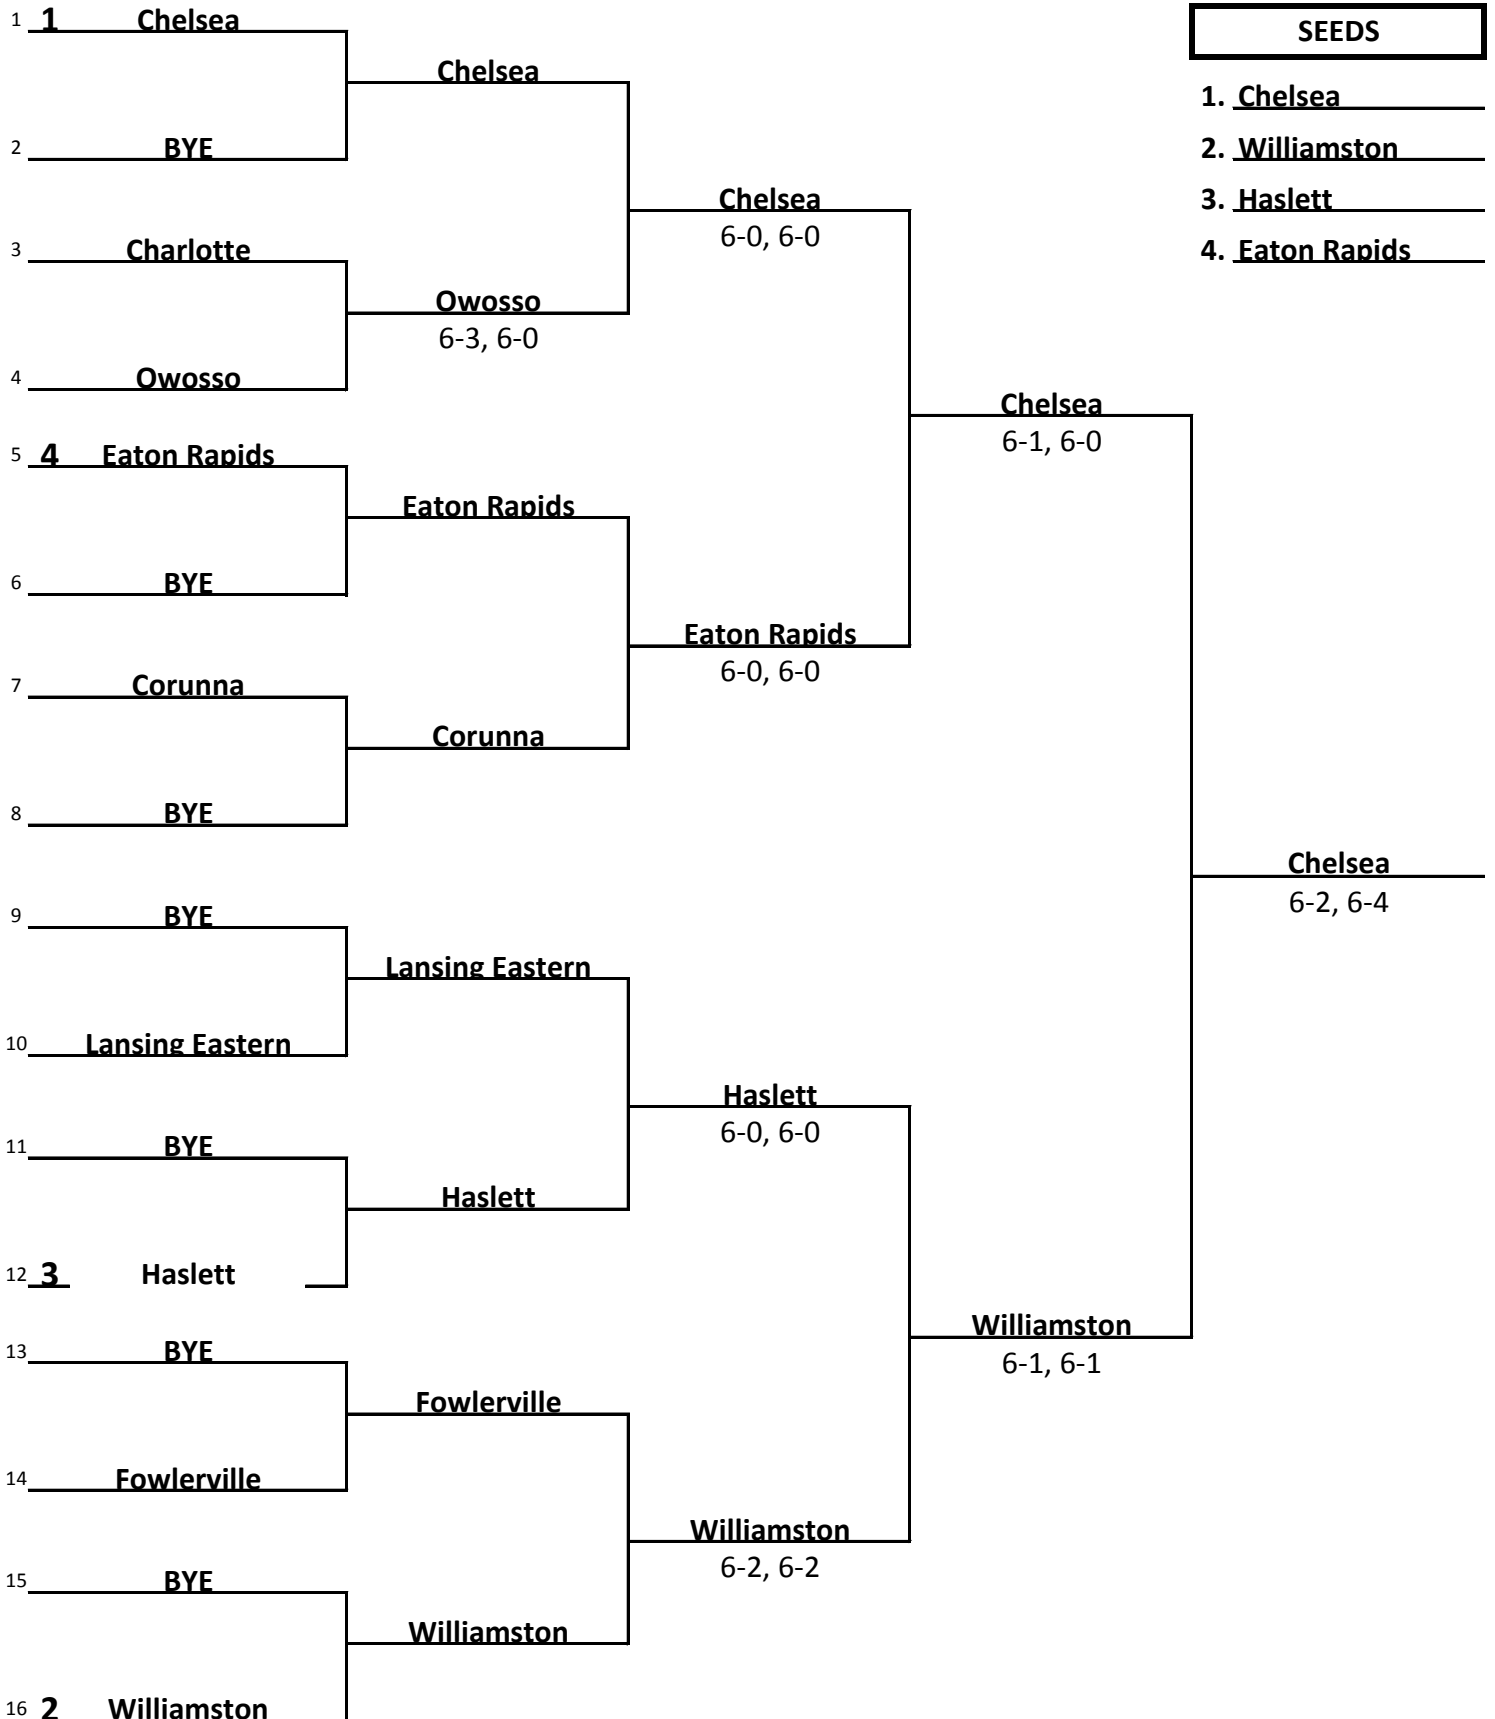 1 1 Chelsea
SEEDS
Chelsea
1. Chelsea
2 BYE
2. Williamston
Chelsea
6-0, 6-0
3. Haslett
3 Charlotte
4. Eaton Rapids
Owosso
6-3, 6-0
4 Owosso
Chelsea
6-1, 6-0
5 4 Eaton Rapids
Eaton Rapids
6 BYE
Eaton Rapids
6-0, 6-0
7 Corunna
Corunna
8 BYE
Chelsea
6-2, 6-4
9 BYE
Lansing Eastern
10 Lansing Eastern
Haslett
6-0, 6-0
11 BYE
Haslett
12 3 Haslett
Williamston
6-1, 6-1
13 BYE
Fowlerville
14 Fowlerville
Williamston
6-2, 6-2
15 BYE
Williamston
16 2 Williamston